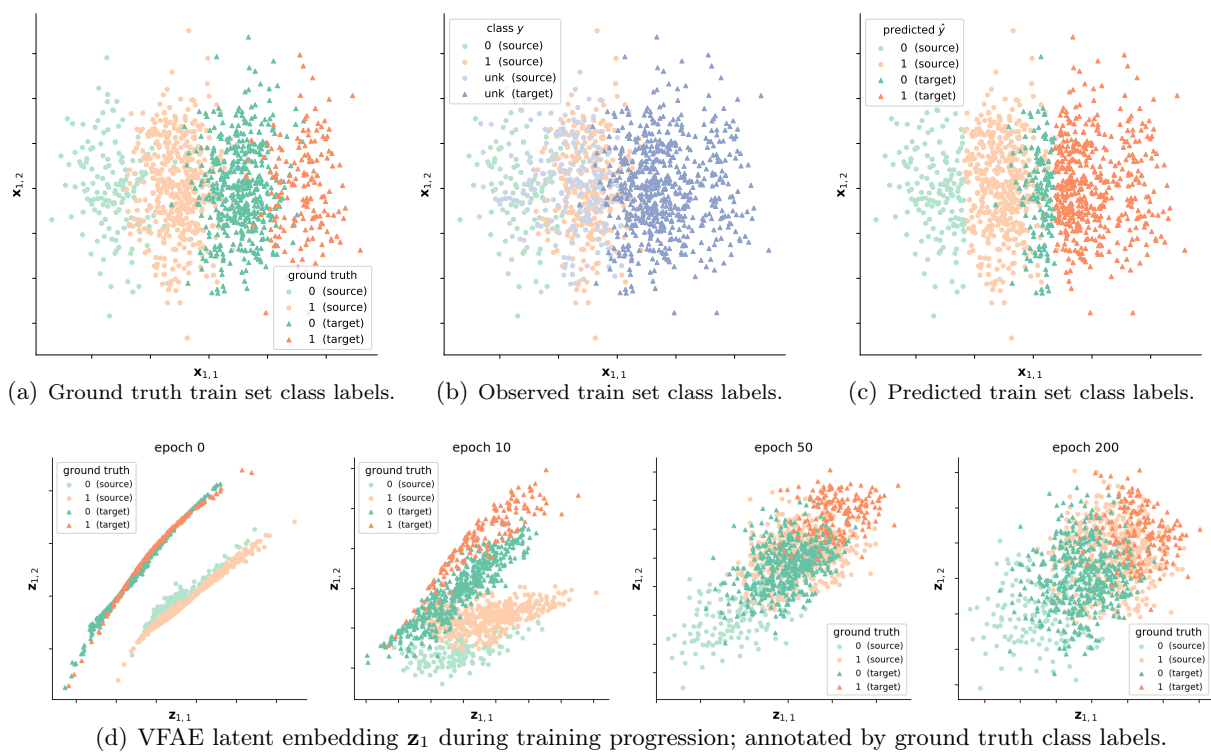 x1,2
ground truth
0 (source)
1 (source)
0 (target)
1 (target)
x1,1
(a) Ground truth train set class labels.
class y
0 (source)
1 (source)
unk (source)
unk (target)
x1,2
x1,1
(b) Observed train set class labels.
predicted ŷ
0 (source)
1 (source)
0 (target)
1 (target)
x1,2
x1,1
(c) Predicted train set class labels.
epoch 0
ground truth
0 (source)
1 (source)
0 (target)
1 (target)
z1,2
z1,1
epoch 10
ground truth
0 (source)
1 (source)
0 (target)
1 (target)
z1,2
z1,1
epoch 50
z1,2
ground truth
0 (source)
1 (source)
0 (target)
1 (target)
z1,1
epoch 200
z1,2
ground truth
0 (source)
1 (source)
0 (target)
1 (target)
z1,1
(d) VFAE latent embedding z1 during training progression; annotated by ground truth class labels.